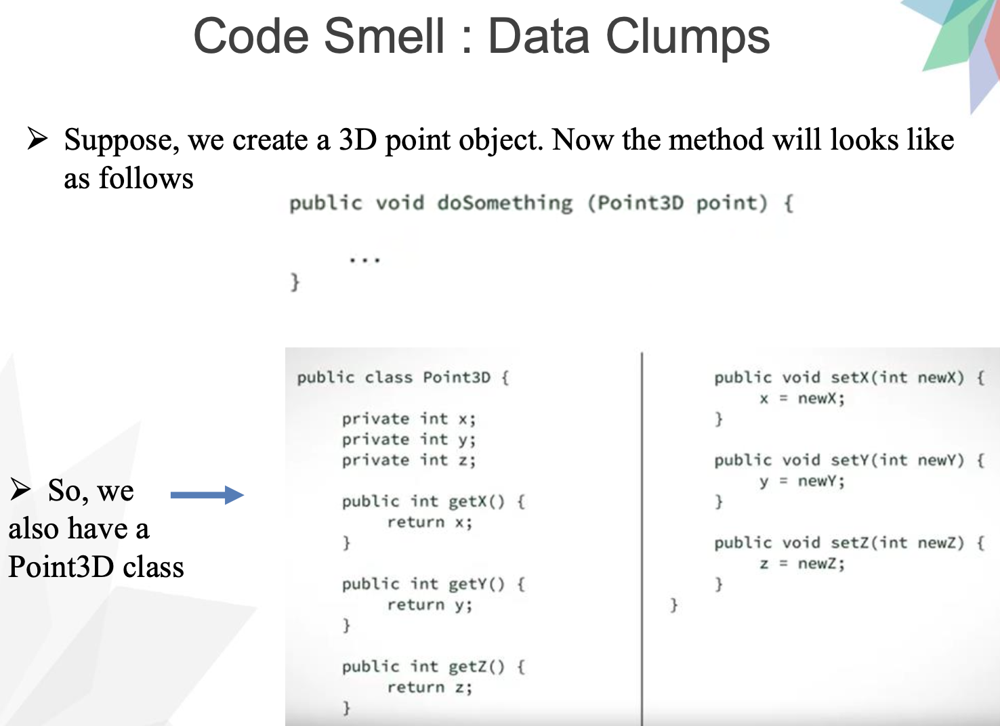 Code Smell : Data Clumps
➢ Suppose, we create a 3D point object. Now the method will looks like
as follows
public void doSomething (Point3D point) {
...
}
➢ So, we
also have a
Point3D class
public class Point3D {
private int x;
private int y;
private int z;
public int getX() {
return x;
}
public int getY() {
return y;
}
public int getZ() {
return z;
}
public void setX(int newX) {
x = newX;
}
public void setY(int newY) {
y = newY;
}
public void setZ(int newZ) {
z = newZ;
}
}